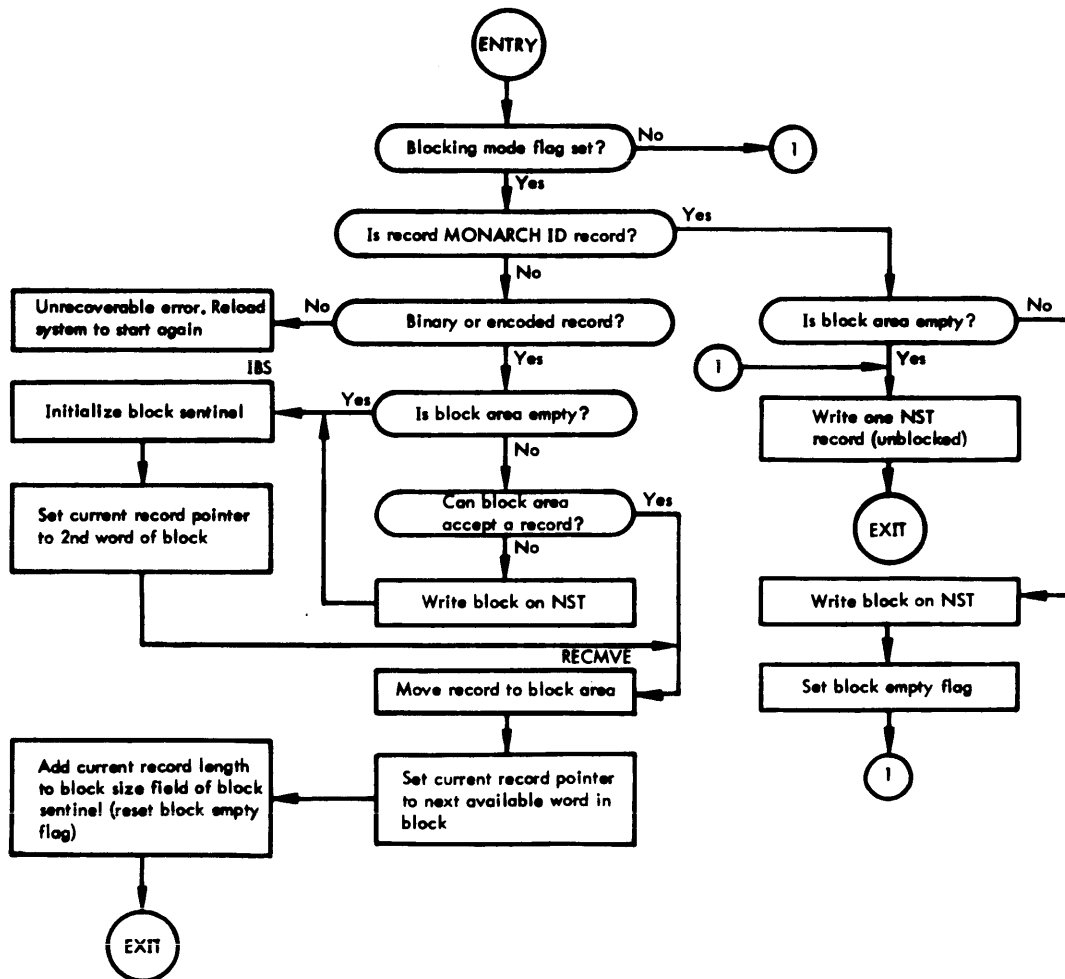 ENTRY
Blocking mode flag set?
No
1
Yes
Is record MONARCH ID record?
Yes
No
Unrecoverable error. Reload
system to start again
No
Binary or encoded record?
Is block area empty?
No
Yes
Yes
1
IBS
Initialize block sentinel
Yes
Is block area empty?
Write one NST
record (unblocked)
No
Set current record pointer
to 2nd word of block
Can block area
accept a record?
Yes
EXIT
No
Write block on NST
Write block on NST
RECMVE
Move record to block area
Set block empty flag
Add current record length
to block size field of block
sentinel (reset block empty
flag)
Set current record pointer
to next available word in
block
1
EXIT